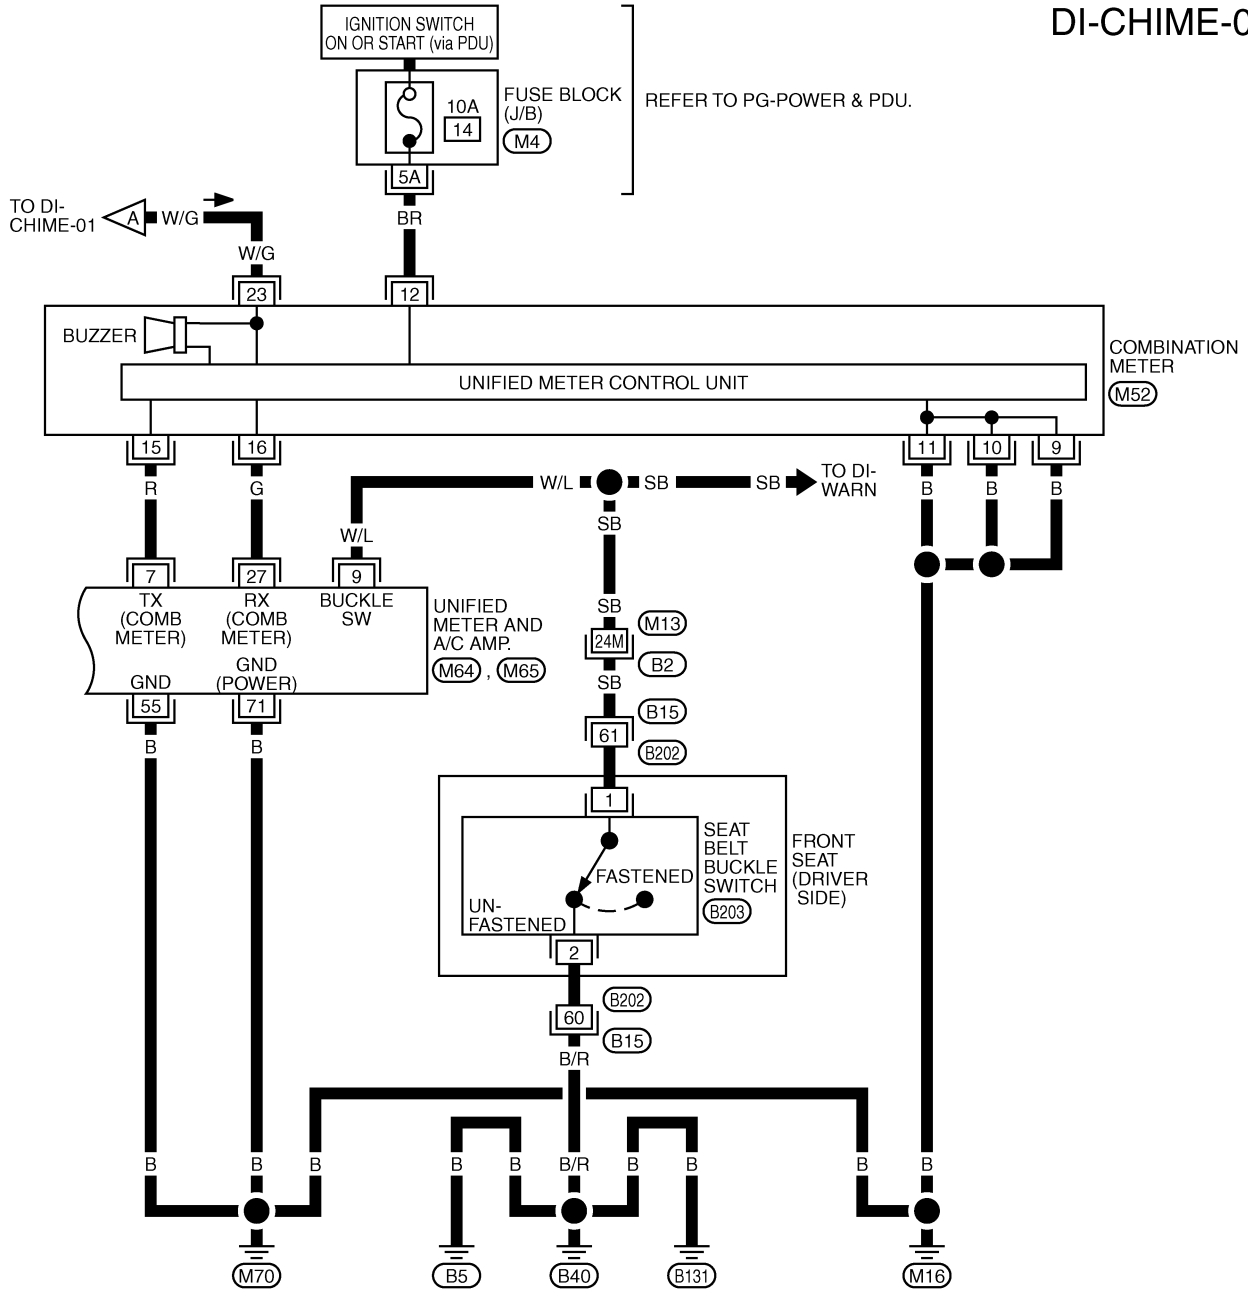 DI-CHIME-0
IGNITION SWITCH
ON OR START (via PDU)
FUSE BLOCK
(J/B)
10A
14
M4
REFER TO PG-POWER & PDU.
5A
TO DI-
CHIME-01
A
W/G
BR
W/G
23
12
BUZZER
UNIFIED METER CONTROL UNIT
COMBINATION
METER
M52
15
16
11
10
9
R
G
W/L
SB
SB
TO DI-
WARN
B
B
B
W/L
SB
7
27
9
TX
(COMB
METER)
RX
(COMB
METER)
BUCKLE
SW
UNIFIED
METER AND
A/C AMP.
M64 , M65
GND
GND
(POWER)
55
71
B
B
SB
24M
M13
B2
SB
B15
61
B202
1
SEAT
BELT
BUCKLE
SWITCH
B203
FRONT
SEAT
(DRIVER
SIDE)
FASTENED
UN-
FASTENED
2
B202
60
B15
B/R
B
B
B
B
B
B/R
B
B
B
B
M70
B5
B40
B131
M16